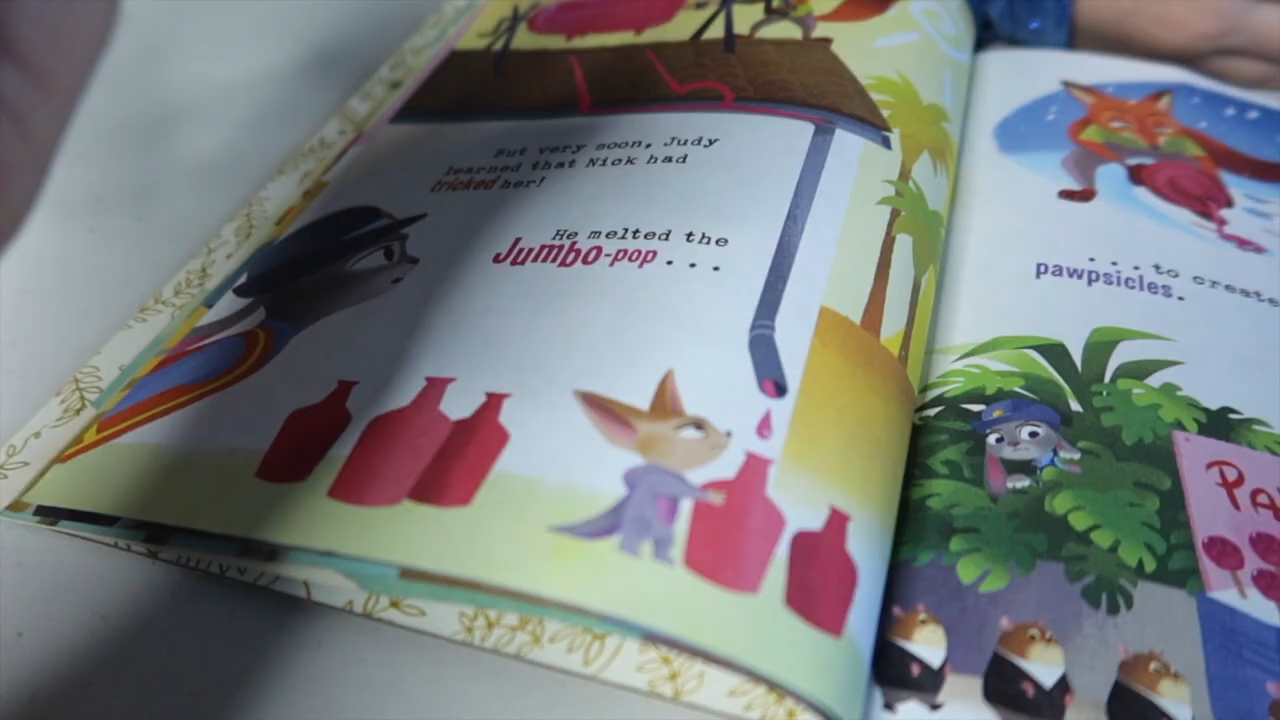 But very soon, Judy
learned that Nick had
tricked her!
He melted the
Jumbo-pop . . .
. . . to create
pawpsicles.
PA